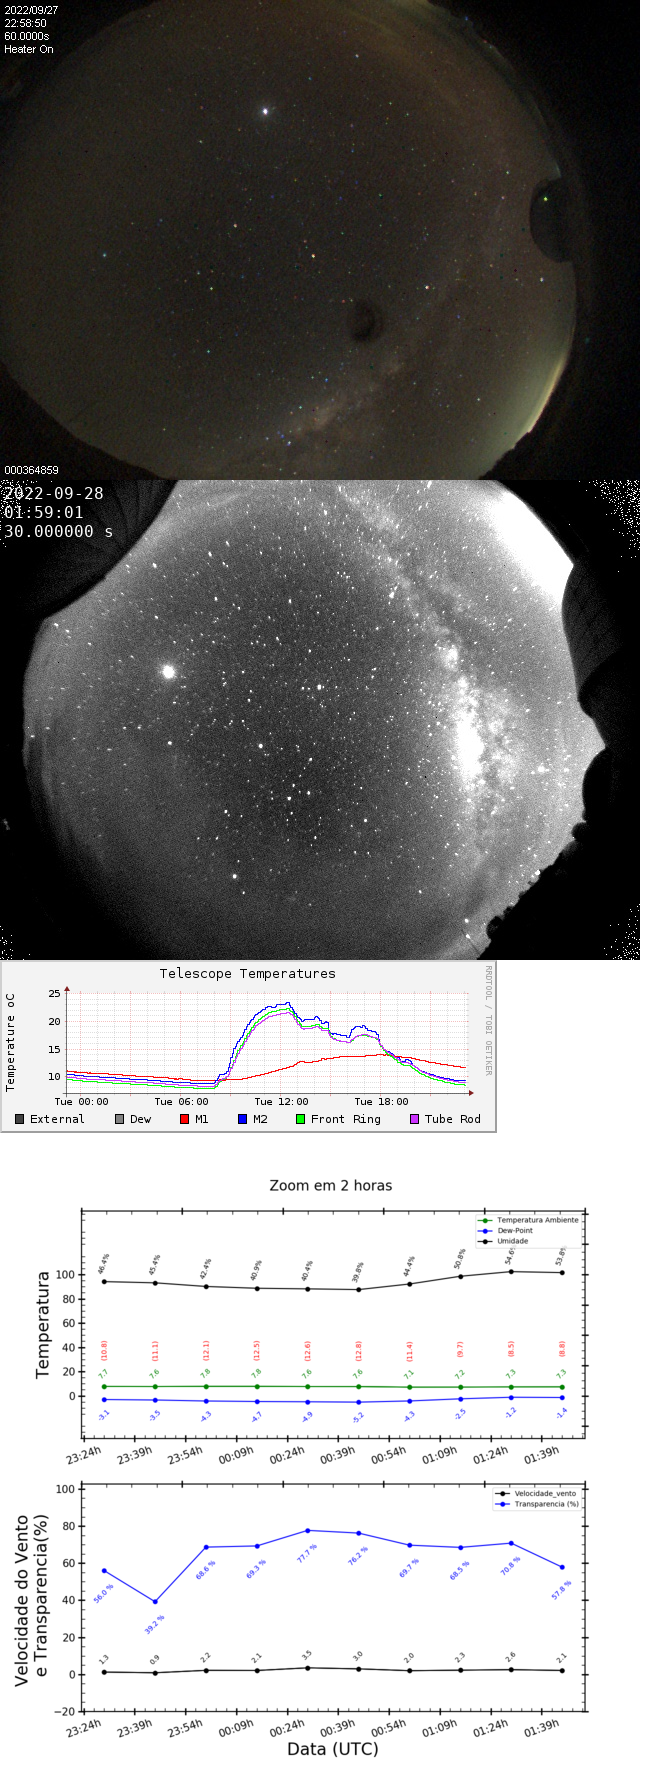 2022/09/27
22:58:50
60.0000s
Heater On
000364859
2022-09-28
01:59:01
30.000000 s
Telescope Temperatures
Temperature oC
25
20
15
10
Tue 00:00 Tue 06:00 Tue 12:00 Tue 18:00
External Dew M1 M2 Front Ring Tube Rod
RRDTOOL / TOBI OETIKER
Zoom em 2 horas
Temperatura Ambiente
Dew-Point
Umidade
Temperatura
100
80
60
40
20
0
46.4% 45.4% 42.4% 40.9% 40.4% 39.8% 44.4% 50.8% 54.6% 53.8%
(10.8) (11.1) (12.1) (12.5) (12.6) (12.8) (11.4) (9.7) (8.5) (8.8)
7.7 7.6 7.8 7.8 7.6 7.6 7.1 7.2 7.3 7.3
-3.1 -3.5 -4.3 -4.7 -4.9 -5.2 -4.3 -2.5 -1.2 -1.4
23:24h 23:39h 23:54h 00:09h 00:24h 00:39h 00:54h 01:09h 01:24h 01:39h
Velocidade_vento
Transparencia (%)
Velocidade do Vento
e Transparencia(%)
100
80
60
40
20
0
−20
56.0 % 39.2 % 68.6 % 69.3 % 77.7 % 76.2 % 69.7 % 68.5 % 70.8 % 57.8 %
1.3 0.9 2.2 2.1 3.5 3.0 2.0 2.3 2.6 2.1
23:24h 23:39h 23:54h 00:09h 00:24h 00:39h 00:54h 01:09h 01:24h 01:39h
Data (UTC)